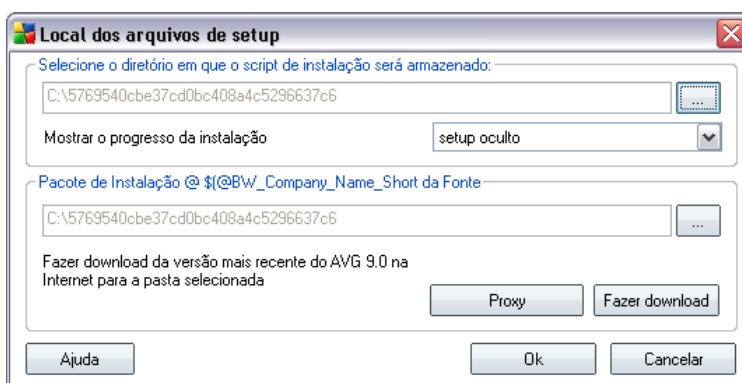 Local dos arquivos de setup
Selecione o diretório em que o script de instalação será armazenado:
C:\5769540cbe37cd0bc408a4c5296637c6
...
Mostrar o progresso da instalação
setup oculto
Pacote de Instalação @ $(@BW_Company_Name_Short da Fonte
C:\5769540cbe37cd0bc408a4c5296637c6
...
Fazer download da versão mais recente do AVG 9.0 na
Internet para a pasta selecionada
Proxy
Fazer download
Ajuda
Ok
Cancelar